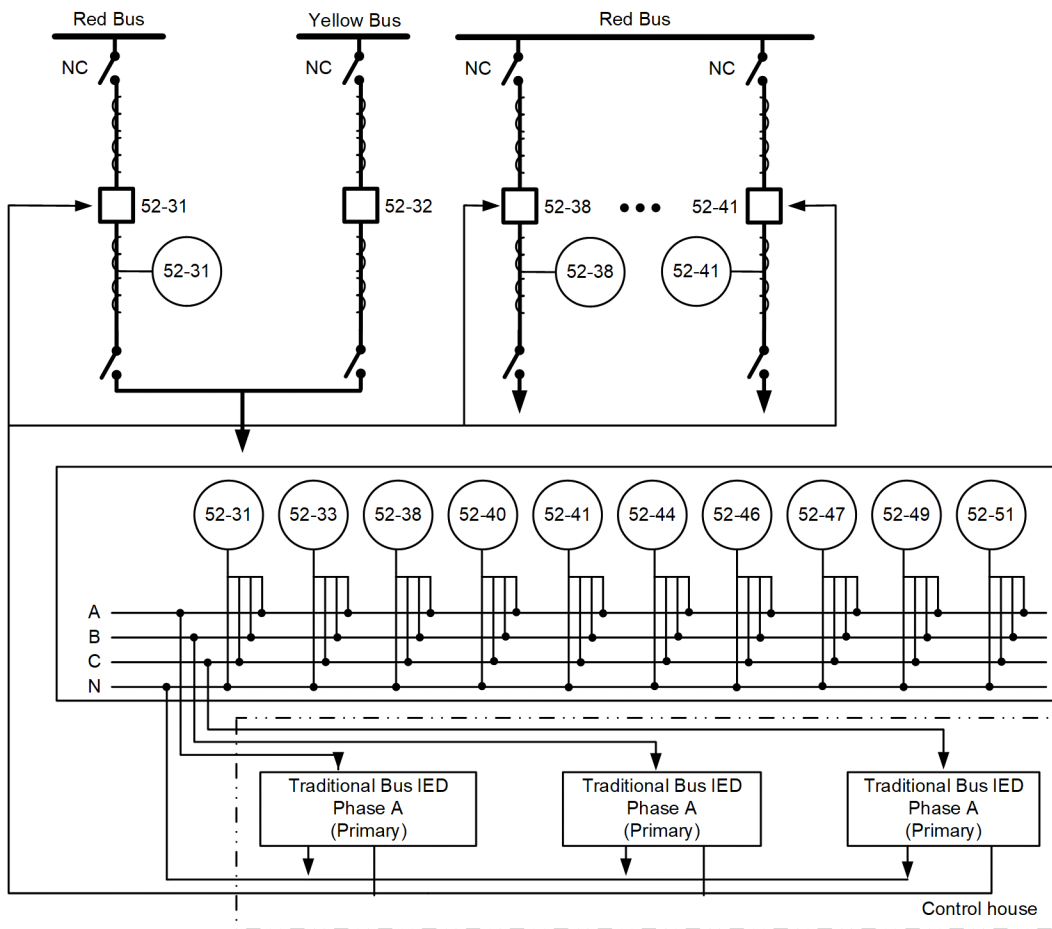 Red Bus
Yellow Bus
Red Bus
NC
NC
NC
NC
52-31
52-32
52-38
52-41
52-31
52-38
52-41
52-31
52-33
52-38
52-40
52-41
52-44
52-46
52-47
52-49
52-51
A
B
C
N
Traditional Bus IED
Phase A
(Primary)
Traditional Bus IED
Phase A
(Primary)
Traditional Bus IED
Phase A
(Primary)
Control house